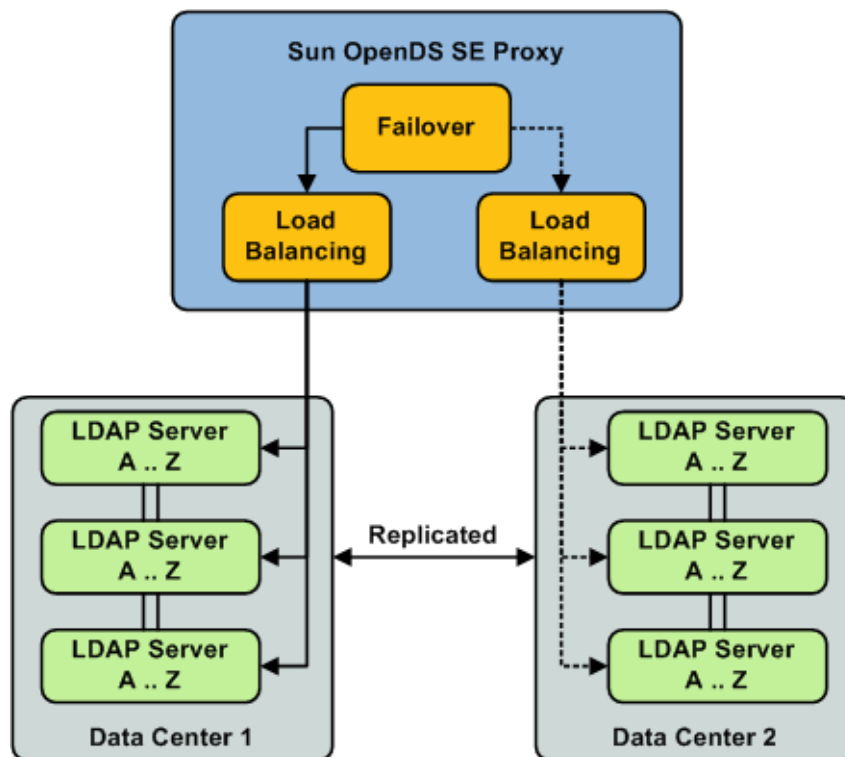 Sun OpenDS SE Proxy
Failover
Load
Balancing
Load
Balancing
LDAP Server
A .. Z
LDAP Server
A .. Z
LDAP Server
A .. Z
Data Center 1
Replicated
LDAP Server
A .. Z
LDAP Server
A .. Z
LDAP Server
A .. Z
Data Center 2